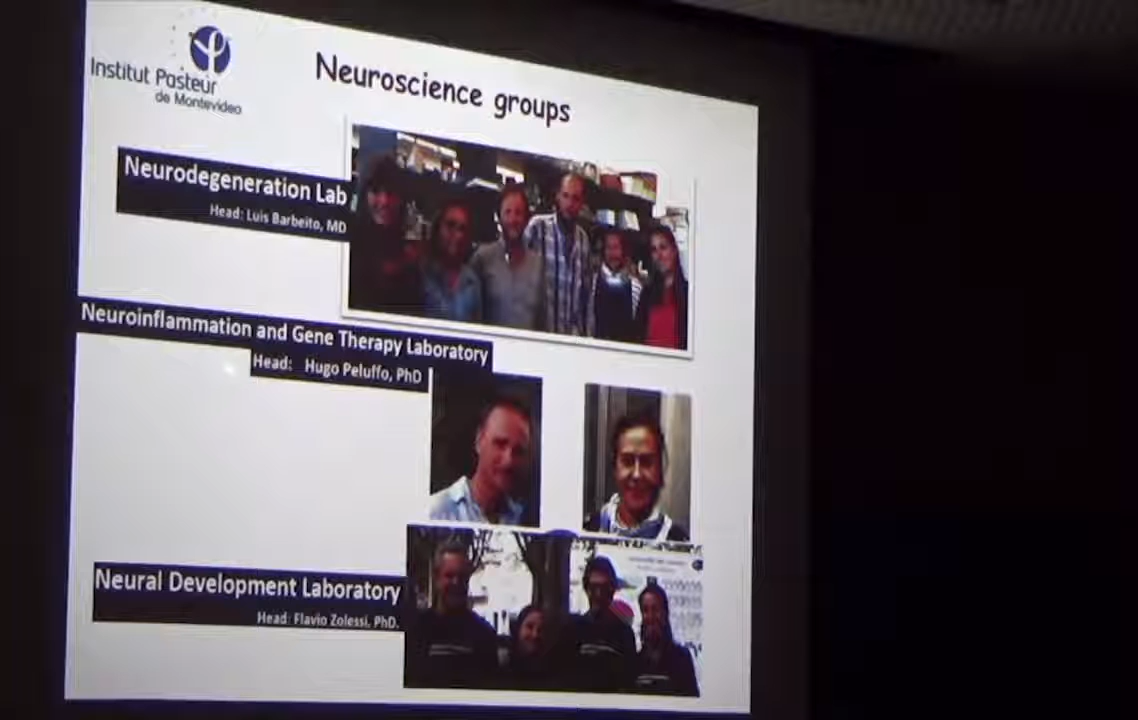 Institut Pasteur
de Montevideo
Neuroscience groups
Neurodegeneration Lab
Head: Luis Barbeito, MD
Neuroinflammation and Gene Therapy Laboratory
Head: Hugo Peluffo, PhD
Neural Development Laboratory
Head: Flavio Zolessi, PhD.